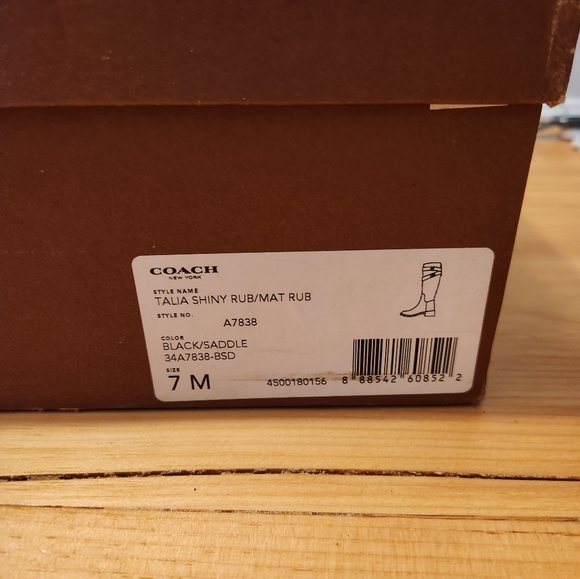 COACH
NEW YORK
STYLE NAME
TALIA SHINY RUB/MAT RUB
STYLE NO.
A7838
COLOR
BLACK/SADDLE
34A7838-BSD
SIZE
7 M
4500180156
8 88542 60852 2